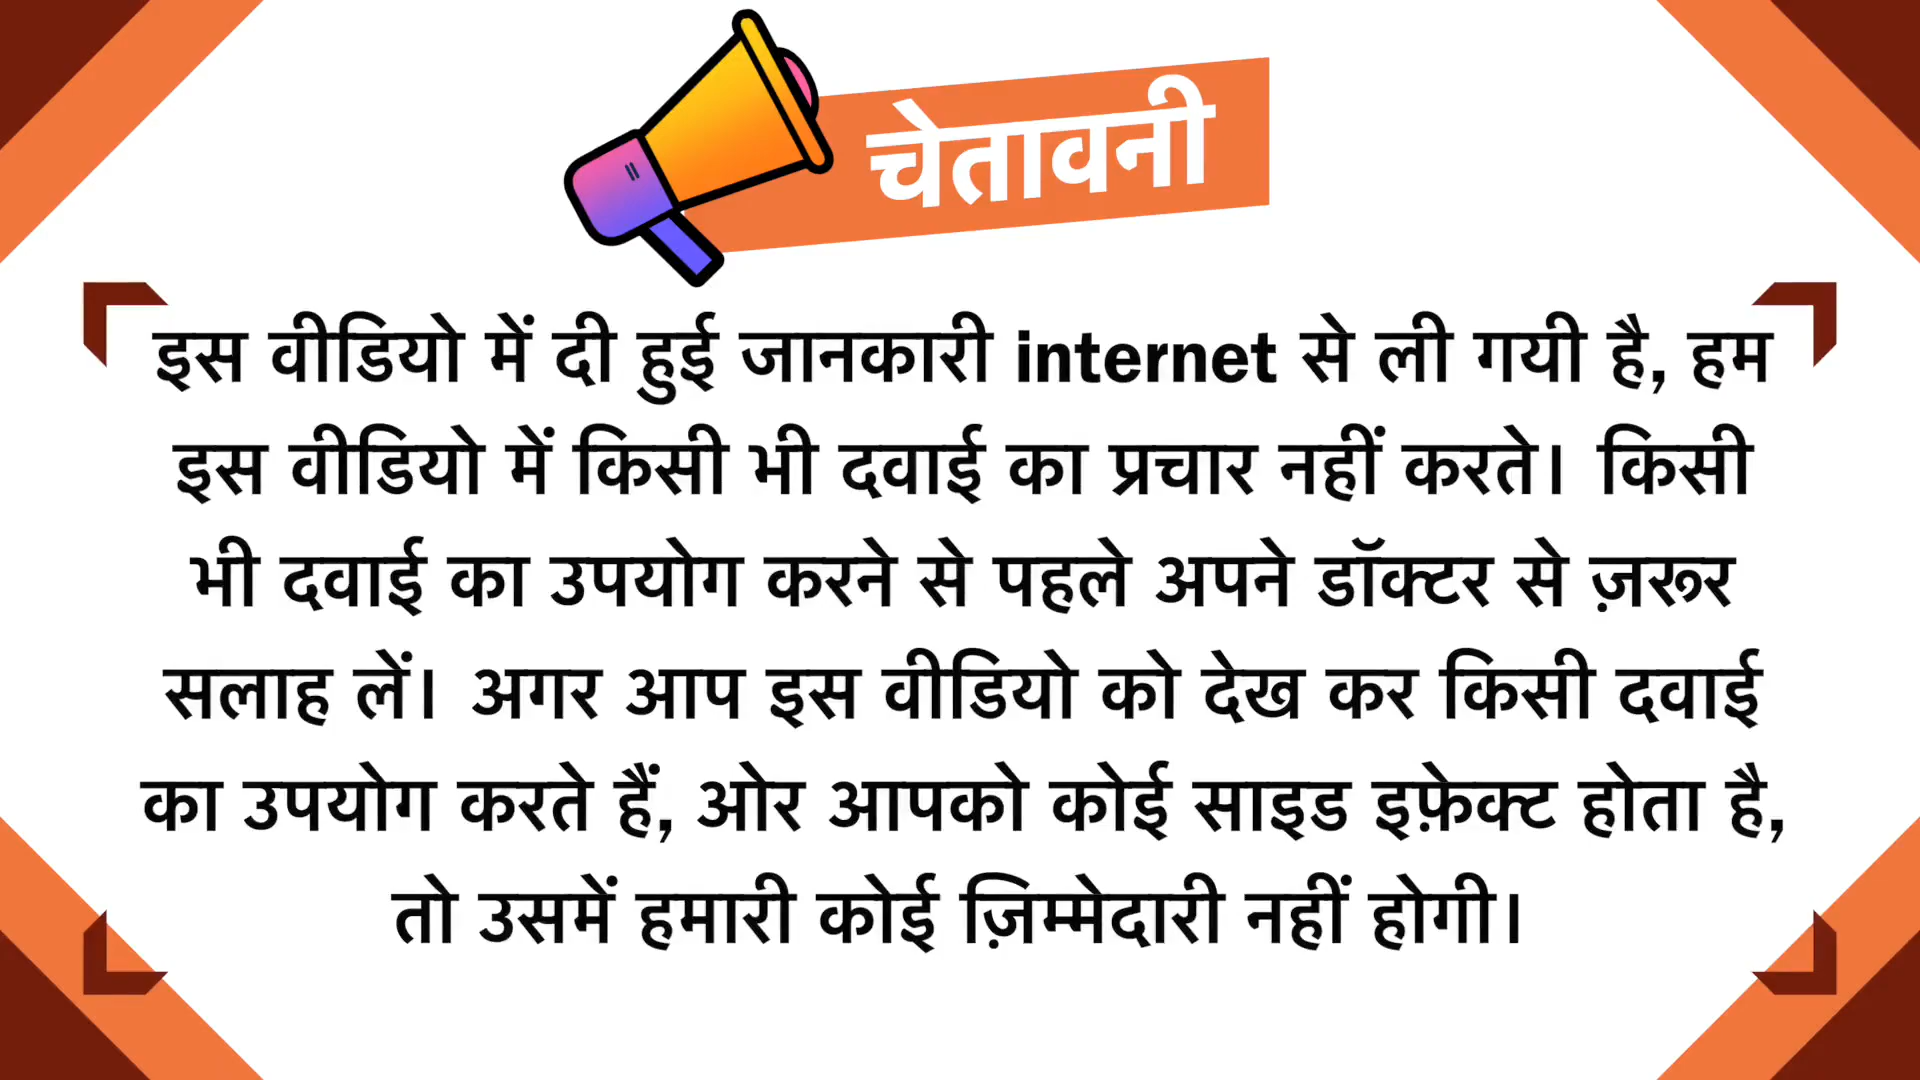 चेतावनी
इस वीडियो में दी हुई जानकारी internet से ली गयी है, हम
इस वीडियो में किसी भी दवाई का प्रचार नहीं करते। किसी
भी दवाई का उपयोग करने से पहले अपने डॉक्टर से ज़रूर
सलाह लें। अगर आप इस वीडियो को देख कर किसी दवाई
का उपयोग करते हैं, ओर आपको कोई साइड इफ़ेक्ट होता है,
तो उसमें हमारी कोई ज़िम्मेदारी नहीं होगी।